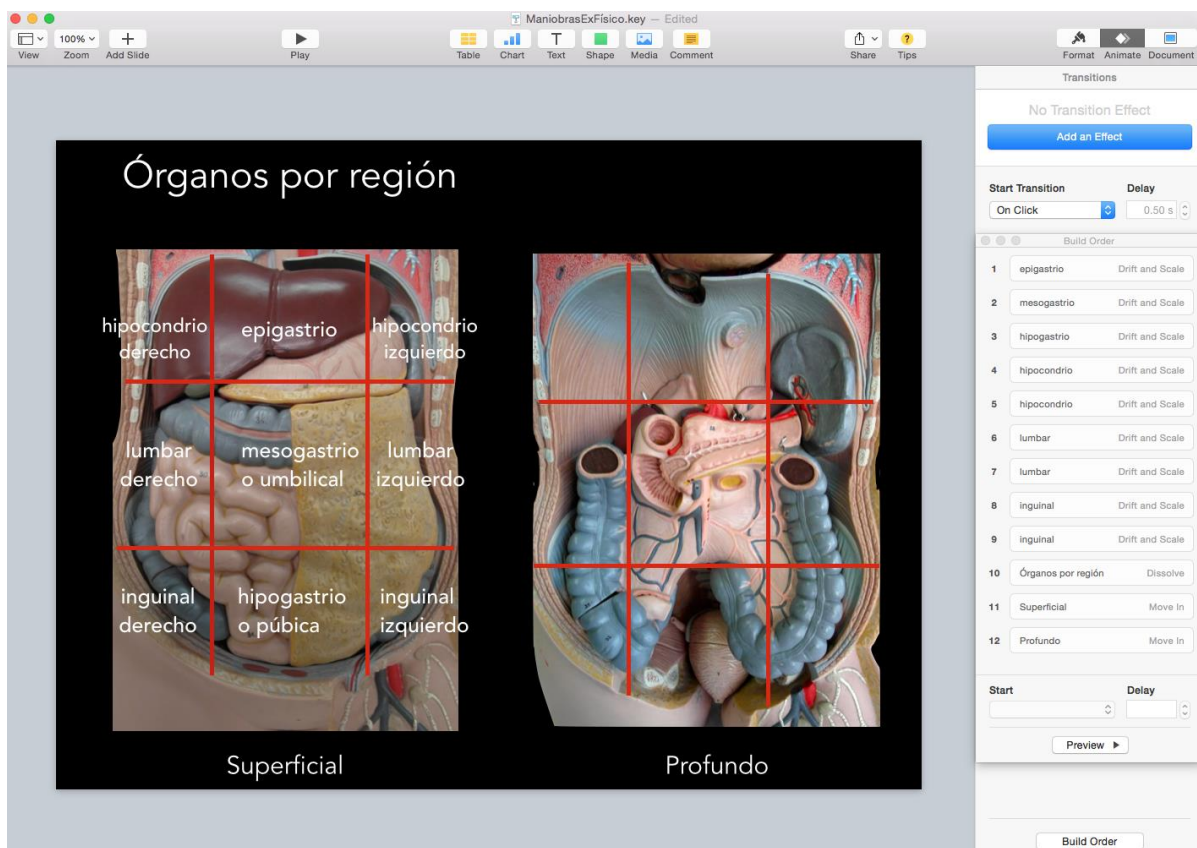 ManiobrasExFísico.key — Edited
100%
View Zoom Add Slide Play Table Chart Text Shape Media Comment Share Tips Format Animate Document
Transitions
No Transition Effect
Add an Effect
Start Transition Delay
On Click 0.50 s
Build Order
1 epigastrio Drift and Scale
2 mesogastrio Drift and Scale
3 hipogastrio Drift and Scale
4 hipocondrio Drift and Scale
5 hipocondrio Drift and Scale
6 lumbar Drift and Scale
7 lumbar Drift and Scale
8 inguinal Drift and Scale
9 inguinal Drift and Scale
10 Órganos por región Dissolve
11 Superficial Move In
12 Profundo Move In
Start Delay
Preview
Build Order
Órganos por región
hipocondrio
derecho
epigastrio
hipocondrio
izquierdo
lumbar
derecho
mesogastrio
o umbilical
lumbar
izquierdo
inguinal
derecho
hipogastrio
o púbica
inguinal
izquierdo
Superficial
Profundo